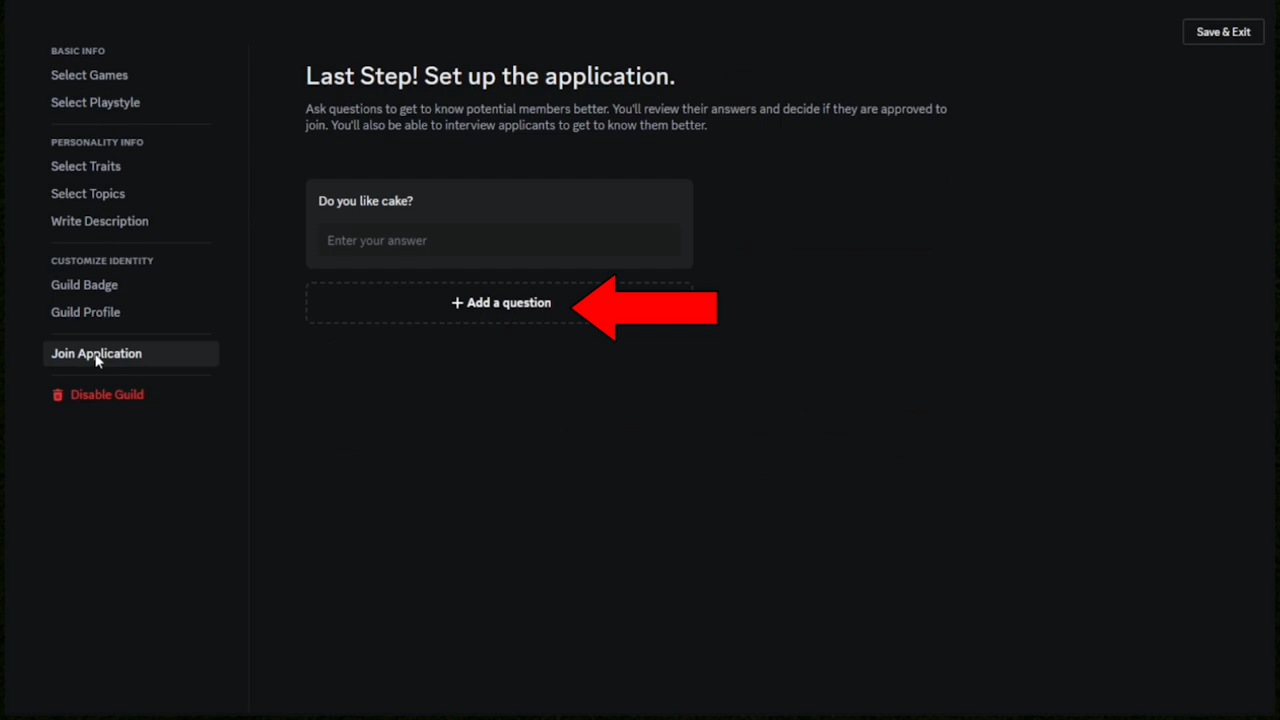 Save & Exit
BASIC INFO
Select Games
Select Playstyle
PERSONALITY INFO
Select Traits
Select Topics
Write Description
CUSTOMIZE IDENTITY
Guild Badge
Guild Profile
Join Application
Disable Guild
Last Step! Set up the application.
Ask questions to get to know potential members better. You'll review their answers and decide if they are approved to
join. You'll also be able to interview applicants to get to know them better.
Do you like cake?
Enter your answer
+ Add a question